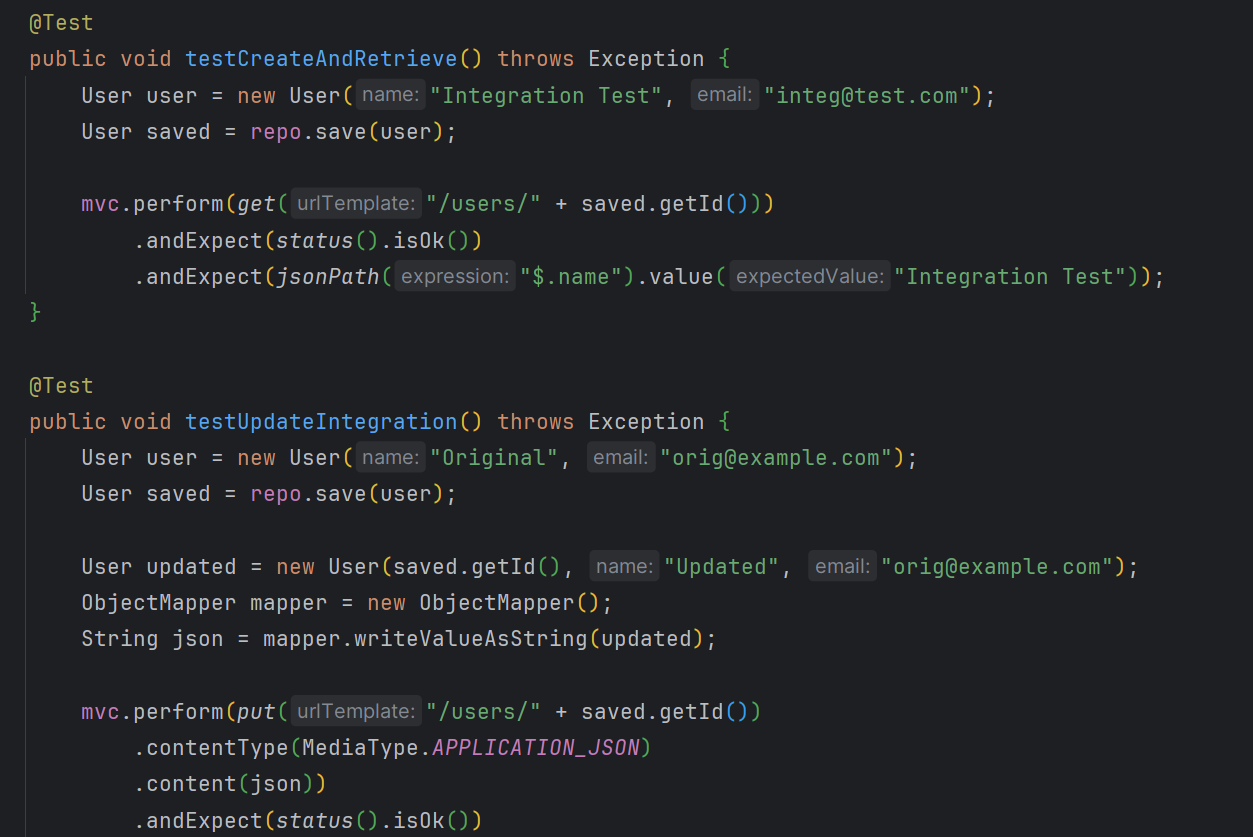 @Test
public void testCreateAndRetrieve() throws Exception {
    User user = new User( name: "Integration Test", email: "integ@test.com");
    User saved = repo.save(user);

    mvc.perform(get( urlTemplate: "/users/" + saved.getId()))
        .andExpect(status().isOk())
        .andExpect(jsonPath( expression: "$.name").value( expectedValue: "Integration Test"));
}

@Test
public void testUpdateIntegration() throws Exception {
    User user = new User( name: "Original", email: "orig@example.com");
    User saved = repo.save(user);

    User updated = new User(saved.getId(), name: "Updated", email: "orig@example.com");
    ObjectMapper mapper = new ObjectMapper();
    String json = mapper.writeValueAsString(updated);

    mvc.perform(put( urlTemplate: "/users/" + saved.getId())
        .contentType(MediaType.APPLICATION_JSON)
        .content(json))
        .andExpect(status().isOk())